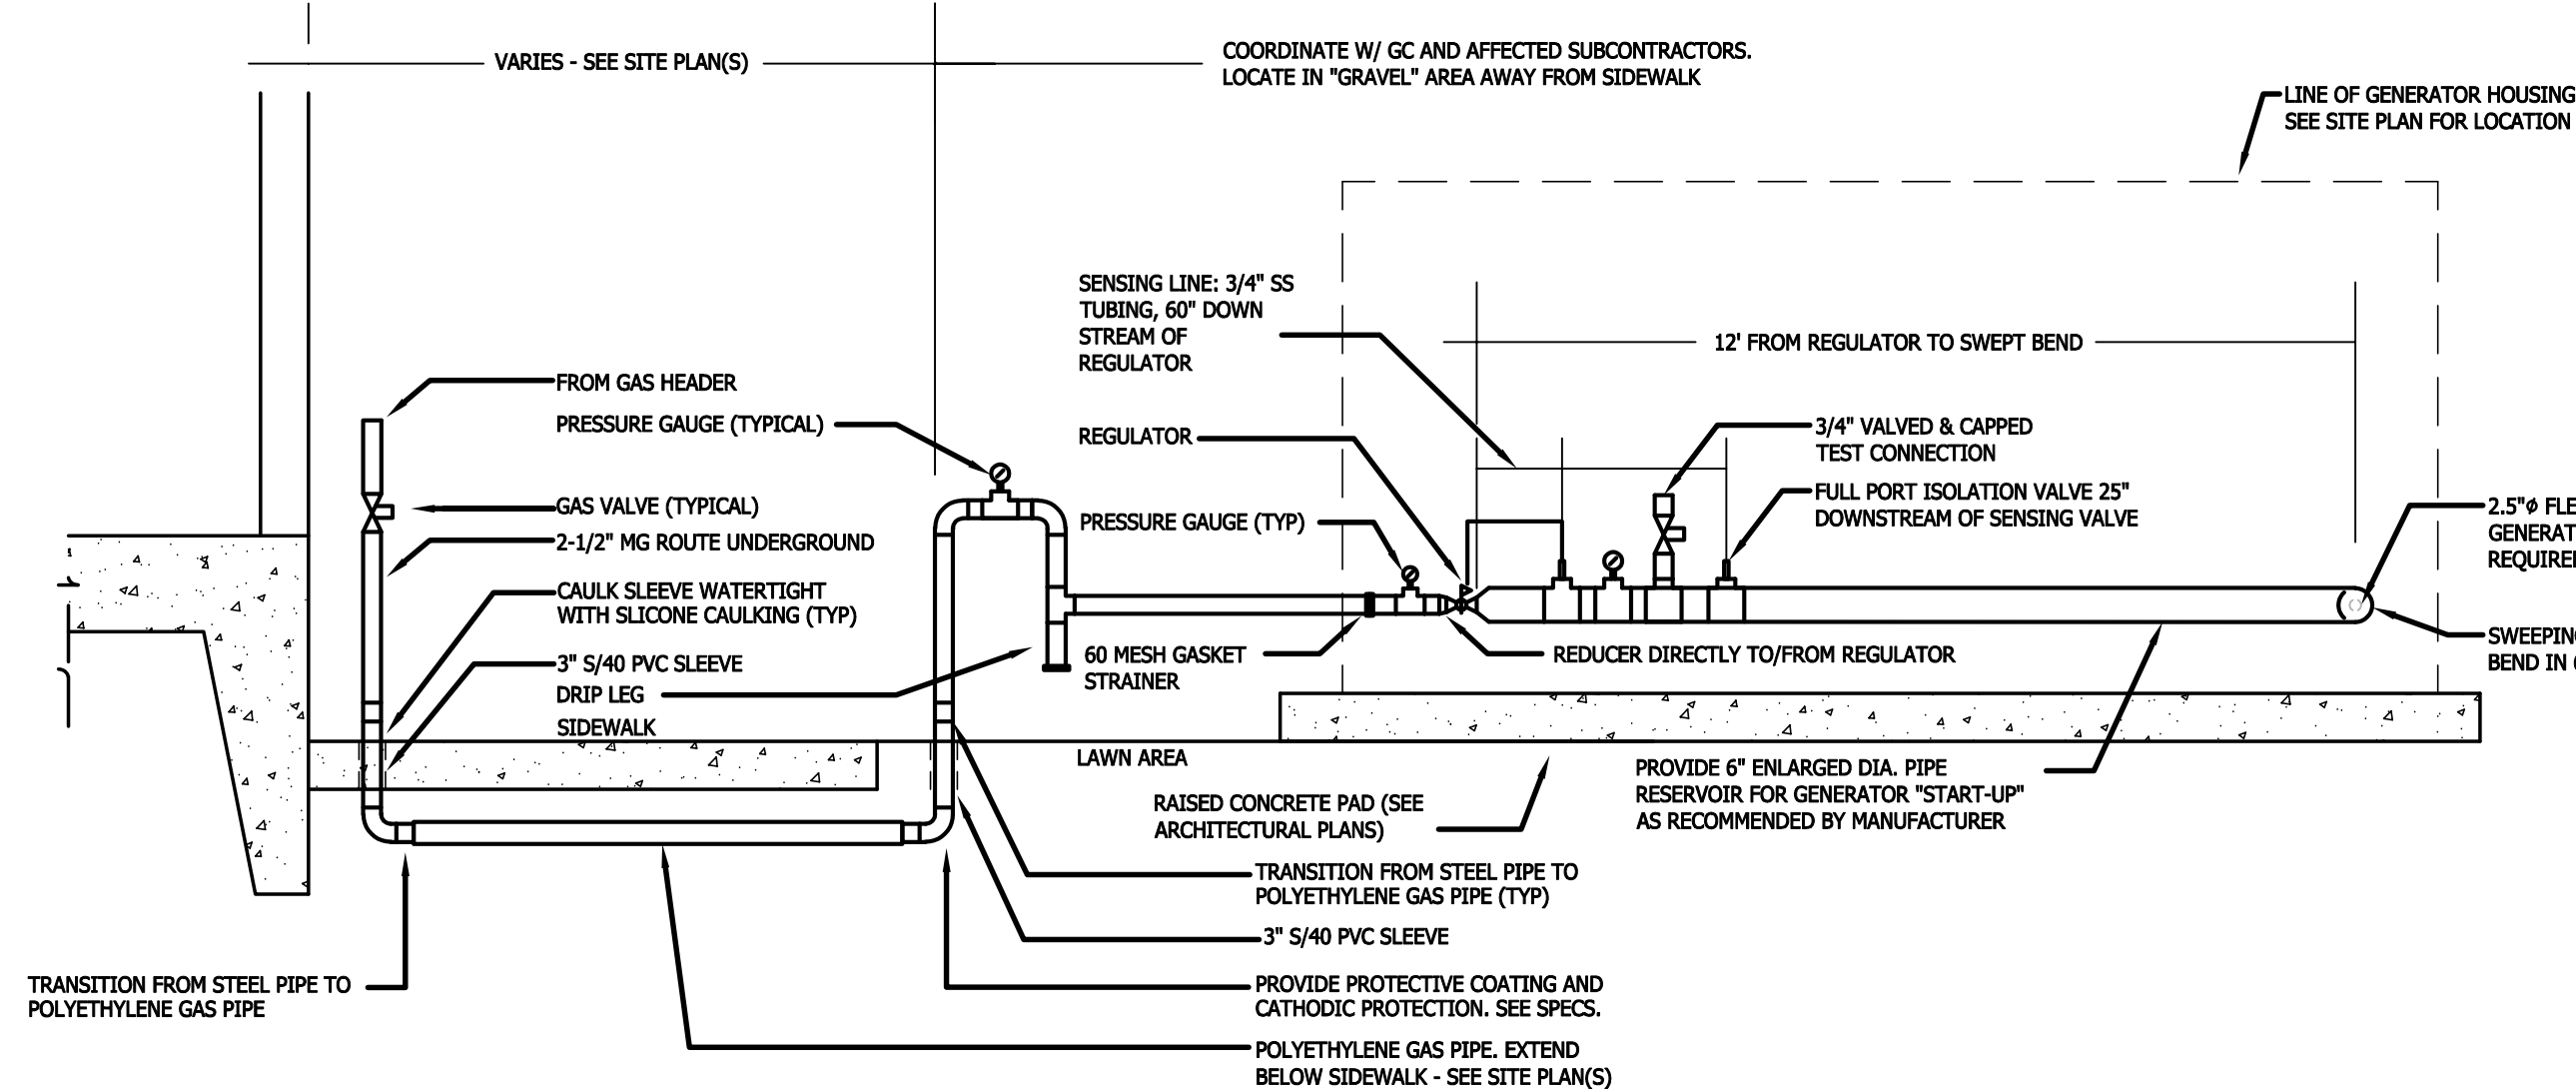 VARIES - SEE SITE PLAN(S)
COORDINATE W/ GC AND AFFECTED SUBCONTRACTORS.
LOCATE IN "GRAVEL" AREA AWAY FROM SIDEWALK
LINE OF GENERATOR HOUSING
SEE SITE PLAN FOR LOCATION
SENSING LINE: 3/4" SS
TUBING, 60" DOWN
STREAM OF
REGULATOR
12' FROM REGULATOR TO SWEPT BEND
FROM GAS HEADER
PRESSURE GAUGE (TYPICAL)
REGULATOR
3/4" VALVED & CAPPED
TEST CONNECTION
GAS VALVE (TYPICAL)
2-1/2" MG ROUTE UNDERGROUND
PRESSURE GAUGE (TYP)
FULL PORT ISOLATION VALVE 25"
DOWNSTREAM OF SENSING VALVE
2.5"ϕ FLE
GENERAT
REQUIRE
CAULK SLEEVE WATERTIGHT
WITH SLICONE CAULKING (TYP)
3" S/40 PVC SLEEVE
DRIP LEG
SIDEWALK
60 MESH GASKET
STRAINER
REDUCER DIRECTLY TO/FROM REGULATOR
SWEEPING
BEND IN
LAWN AREA
RAISED CONCRETE PAD (SEE
ARCHITECTURAL PLANS)
PROVIDE 6" ENLARGED DIA. PIPE
RESERVOIR FOR GENERATOR "START-UP"
AS RECOMMENDED BY MANUFACTURER
TRANSITION FROM STEEL PIPE TO
POLYETHYLENE GAS PIPE (TYP)
3" S/40 PVC SLEEVE
TRANSITION FROM STEEL PIPE TO
POLYETHYLENE GAS PIPE
PROVIDE PROTECTIVE COATING AND
CATHODIC PROTECTION. SEE SPECS.
POLYETHYLENE GAS PIPE. EXTEND
BELOW SIDEWALK - SEE SITE PLAN(S)